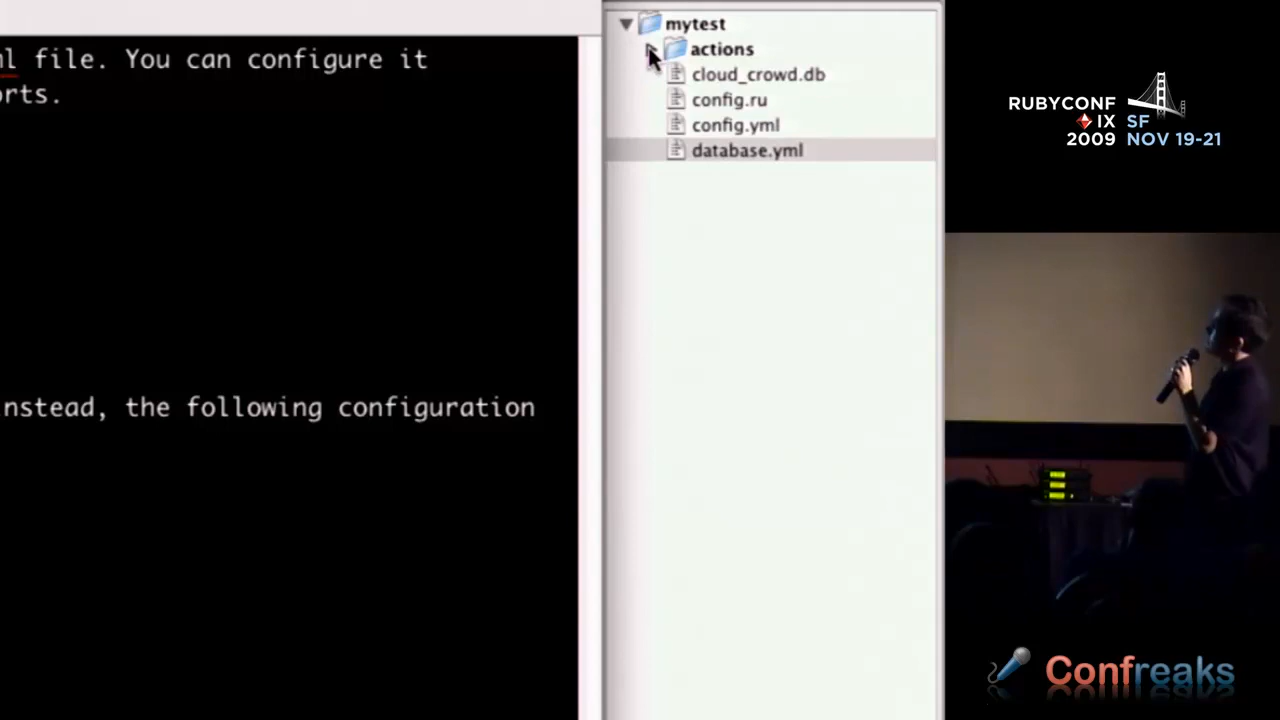 file. You can configure it
instead, the following configuration
mytest
actions
cloud_crowd.db
config.ru
config.yml
database.yml
RUBYCONF
IX SF
2009 NOV 19-21
Confreaks